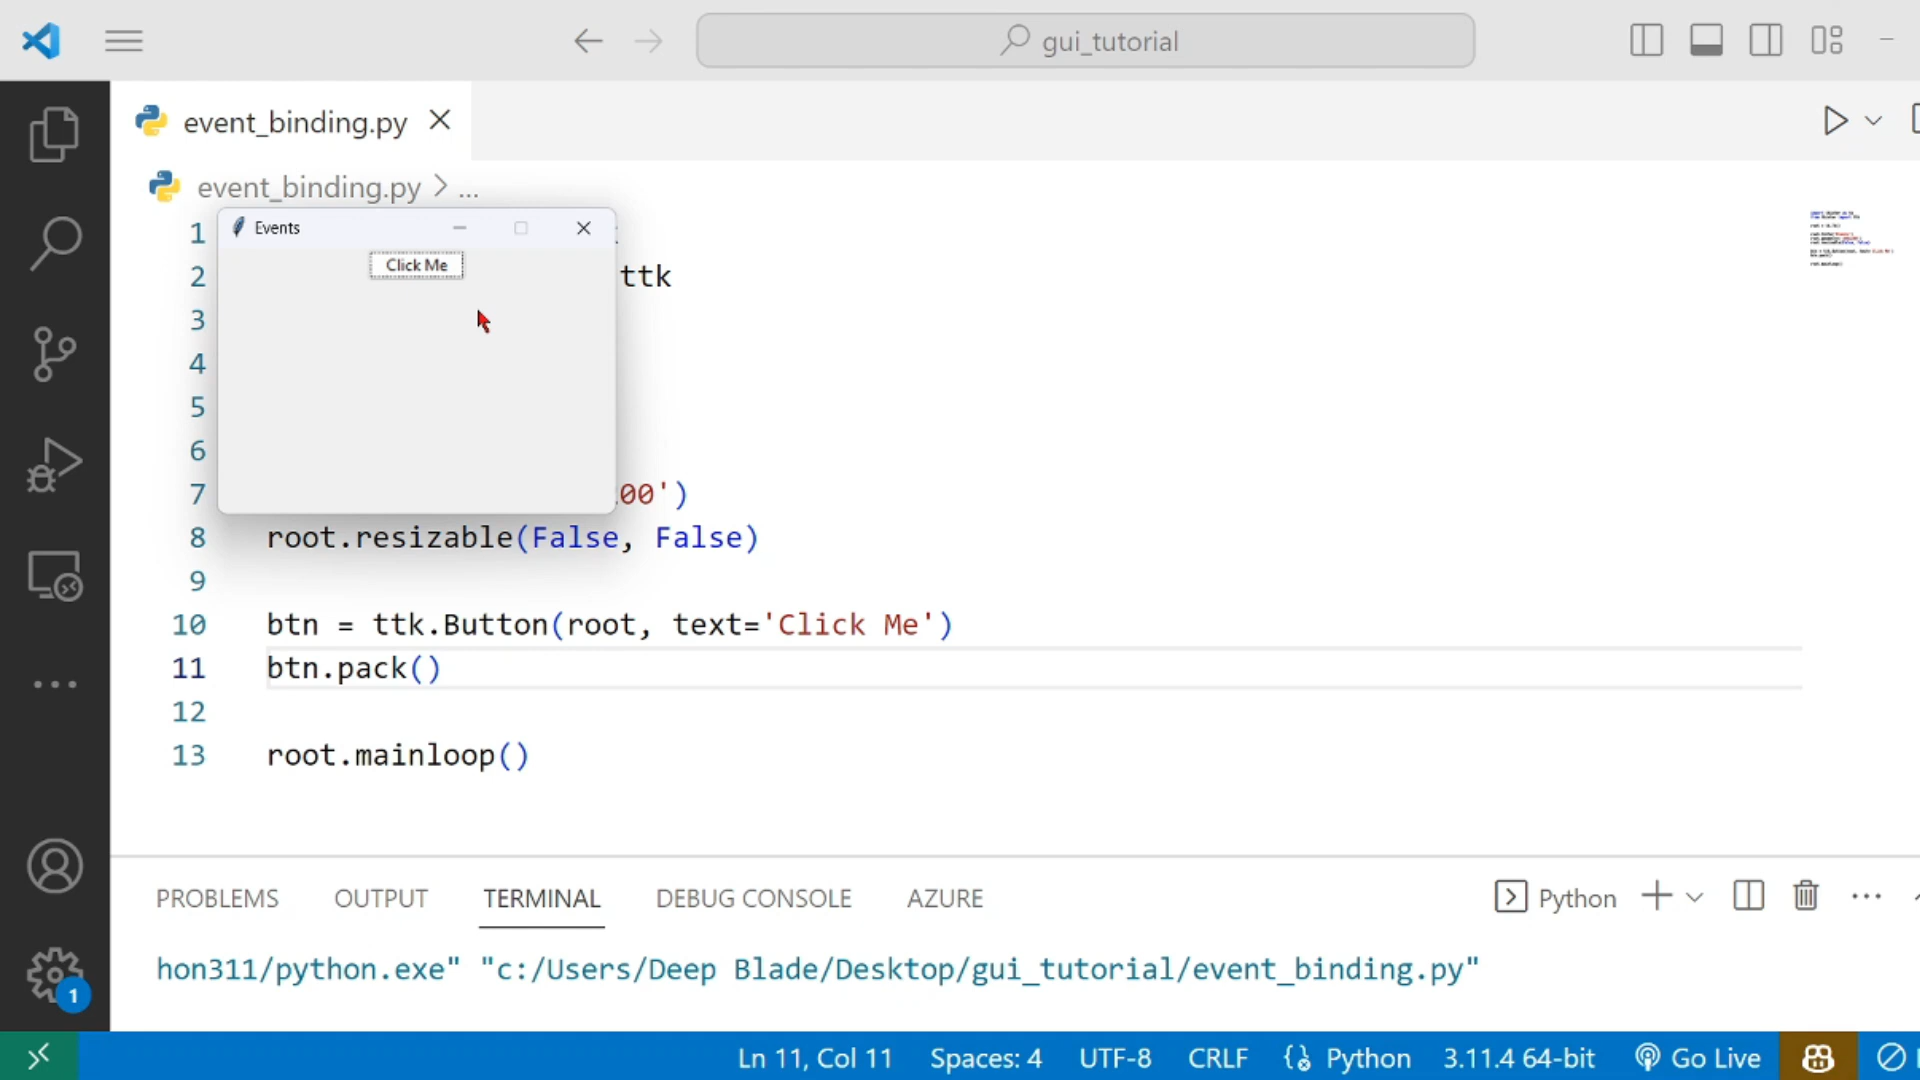 gui_tutorial
event_binding.py
event_binding.py > ...
Events
Click Me
1
2 ttk
3
4
5
6
7 00')
8 root.resizable(False, False)
9
10 btn = ttk.Button(root, text='Click Me')
11 btn.pack()
12
13 root.mainloop()
PROBLEMS OUTPUT TERMINAL DEBUG CONSOLE AZURE Python
hon311/python.exe" "c:/Users/Deep Blade/Desktop/gui_tutorial/event_binding.py"
1
Ln 11, Col 11 Spaces: 4 UTF-8 CRLF Python 3.11.4 64-bit Go Live